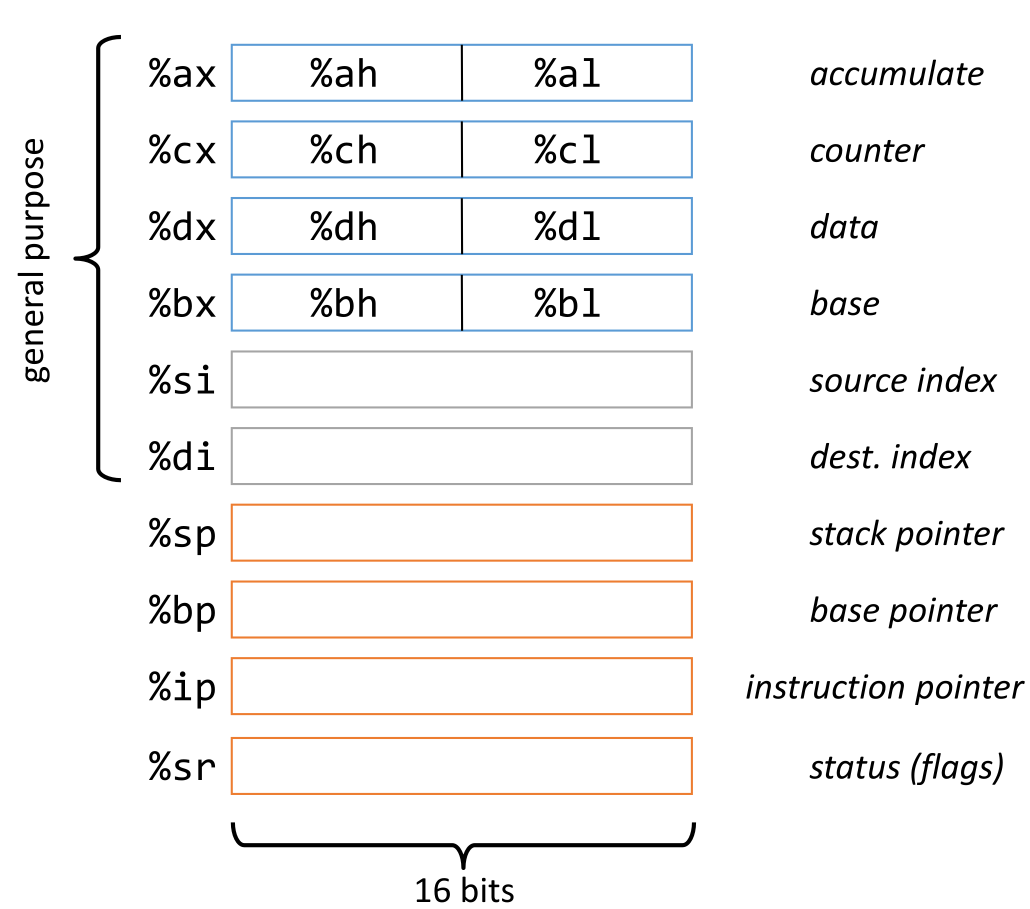 general purpose
%ax %ah %al accumulate
%cx %ch %cl counter
%dx %dh %dl data
%bx %bh %bl base
%si source index
%di dest. index
%sp stack pointer
%bp base pointer
%ip instruction pointer
%sr status (flags)
16 bits